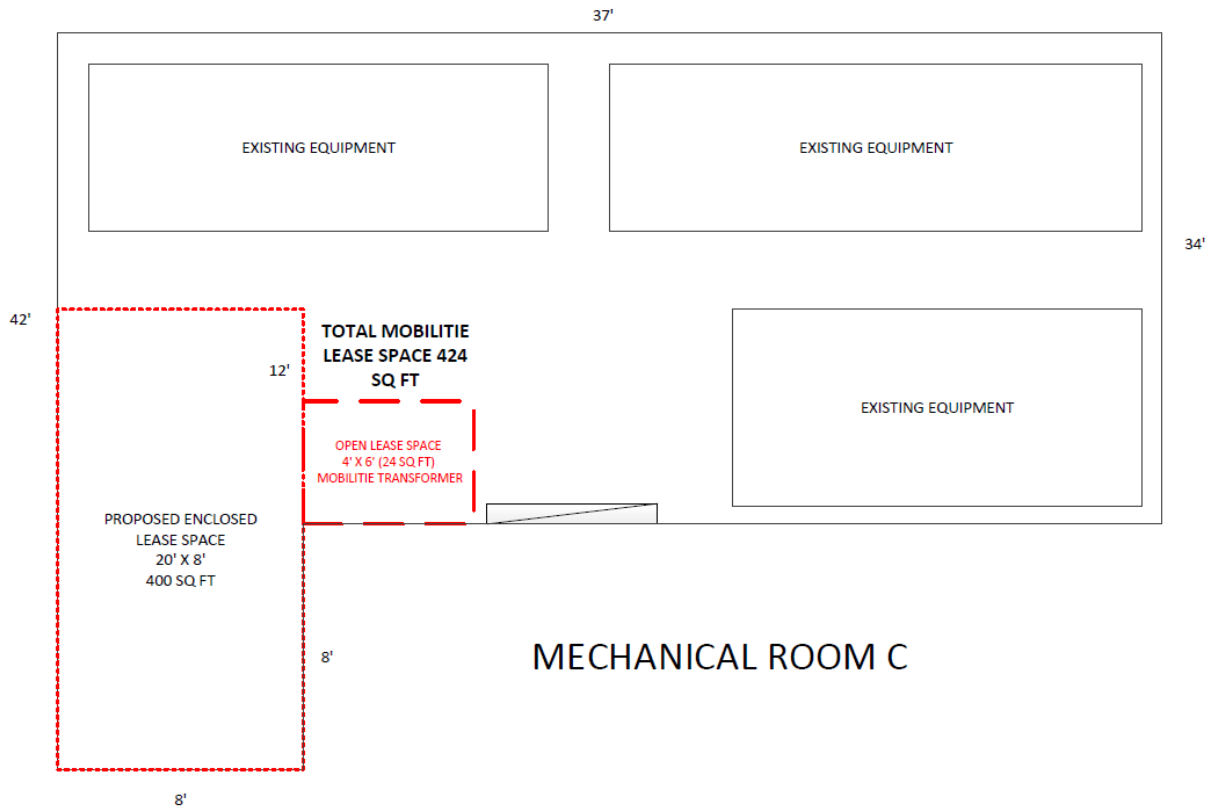 37'
EXISTING EQUIPMENT
EXISTING EQUIPMENT
34'
42'
12'
TOTAL MOBILITIE
LEASE SPACE 424
SQ FT
EXISTING EQUIPMENT
OPEN LEASE SPACE
4' X 6' (24 SQ FT)
MOBILITIE TRANSFORMER
PROPOSED ENCLOSED
LEASE SPACE
20' X 8'
400 SQ FT
8'
MECHANICAL ROOM C
8'